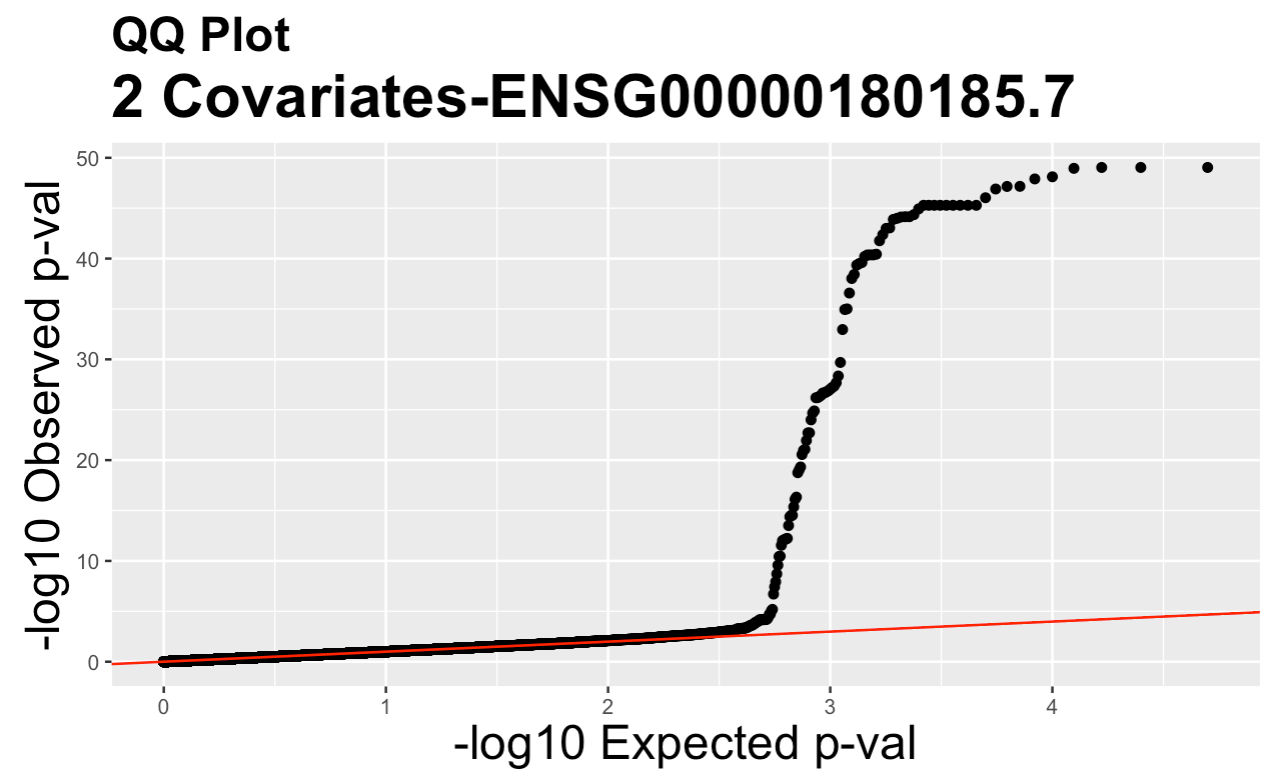 QQ Plot
2 Covariates-ENSG00000180185.7
-log10 Observed p-val
50
40
30
20
10
0
0 1 2 3 4
-log10 Expected p-val